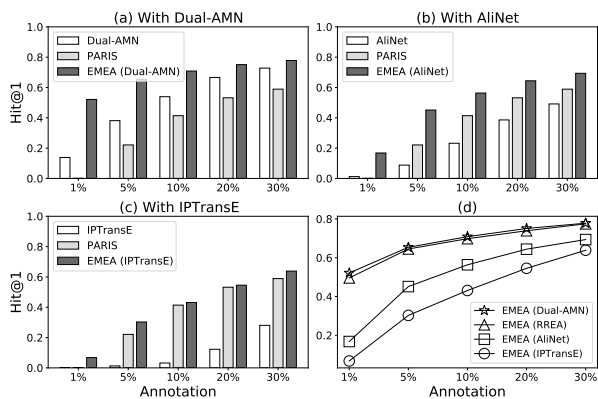 (a) With Dual-AMN
Hit@1
1.0
0.8
0.6
0.4
0.2
0.0
Dual-AMN
PARIS
EMEA (Dual-AMN)
1% 5% 10% 20% 30%
(b) With AliNet
1.0
0.8
0.6
0.4
0.2
0.0
AliNet
PARIS
EMEA (AliNet)
1% 5% 10% 20% 30%
(c) With IPTransE
Hit@1
1.0
0.8
0.6
0.4
0.2
0.0
IPTransE
PARIS
EMEA (IPTransE)
1% 5% 10% 20% 30%
Annotation
(d)
0.8
0.6
0.4
0.2
EMEA (Dual-AMN)
EMEA (RREA)
EMEA (AliNet)
EMEA (IPTransE)
1% 5% 10% 20% 30%
Annotation